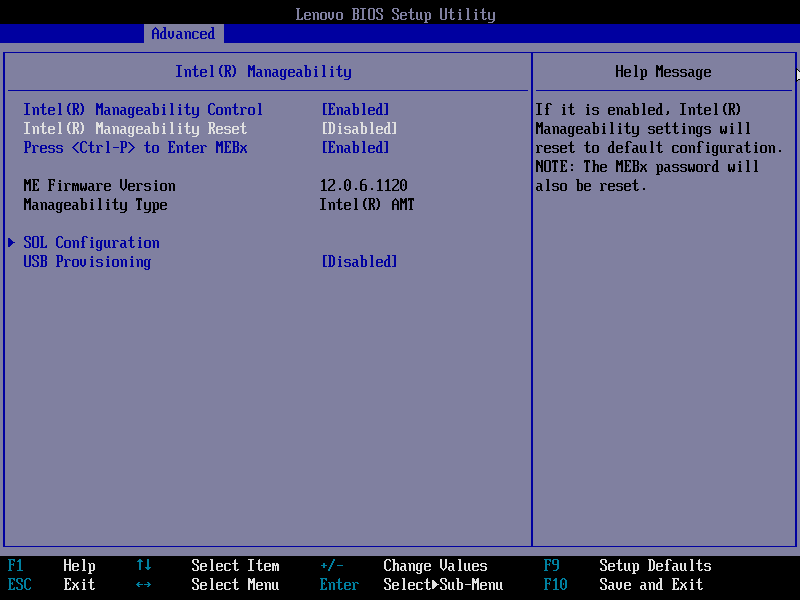 Lenovo BIOS Setup Utility
Advanced
Intel(R) Manageability
Intel(R) Manageability Control [Enabled]
Intel(R) Manageability Reset [Disabled]
Press <Ctrl-P> to Enter MEBx [Enabled]
ME Firmware Version 12.0.6.1120
Manageability Type Intel(R) AMT
SOL Configuration
USB Provisioning [Disabled]
Help Message
If it is enabled, Intel(R)
Manageability settings will
reset to default configuration.
NOTE: The MEBx password will
also be reset.
F1 Help ↑↓ Select Item +/- Change Values F9 Setup Defaults
ESC Exit ↔ Select Menu Enter Select▶Sub-Menu F10 Save and Exit